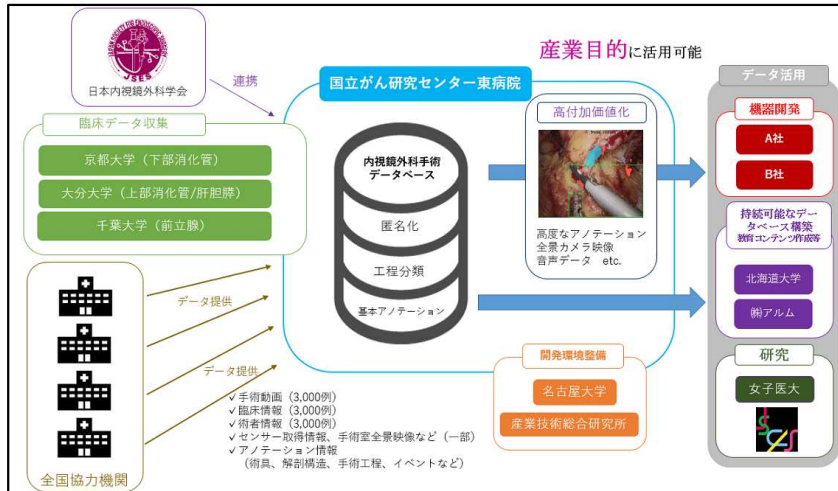 産業目的に活用可能
JAPAN SOCIETY FOR ENDOSCOPIC SURGERY
JSES
日本内視鏡外科学会
連携
国立がん研究センター東病院
データ活用
臨床データ収集
京都大学（下部消化管）
大分大学（上部消化管/肝胆膵）
千葉大学（前立腺）
内視鏡外科手術
データベース
匿名化
工程分類
基本アノテーション
高付加価値化
高度なアノテーション
全景カメラ映像
音声データ　etc.
機器開発
A社
B社
持続可能なデー
タベース構築
教育コンテンツ作成等
北海道大学
㈱アルム
研究
女子医大
データ提供
データ提供
全国協力機関
✓手術動画（3,000例）
✓臨床情報（3,000例）
✓術者情報（3,000例）
✓センサー取得情報、手術室全景映像など（一部）
✓アノテーション情報
（術具、解剖構造、手術工程、イベントなど）
開発環境整備
名古屋大学
産業技術総合研究所